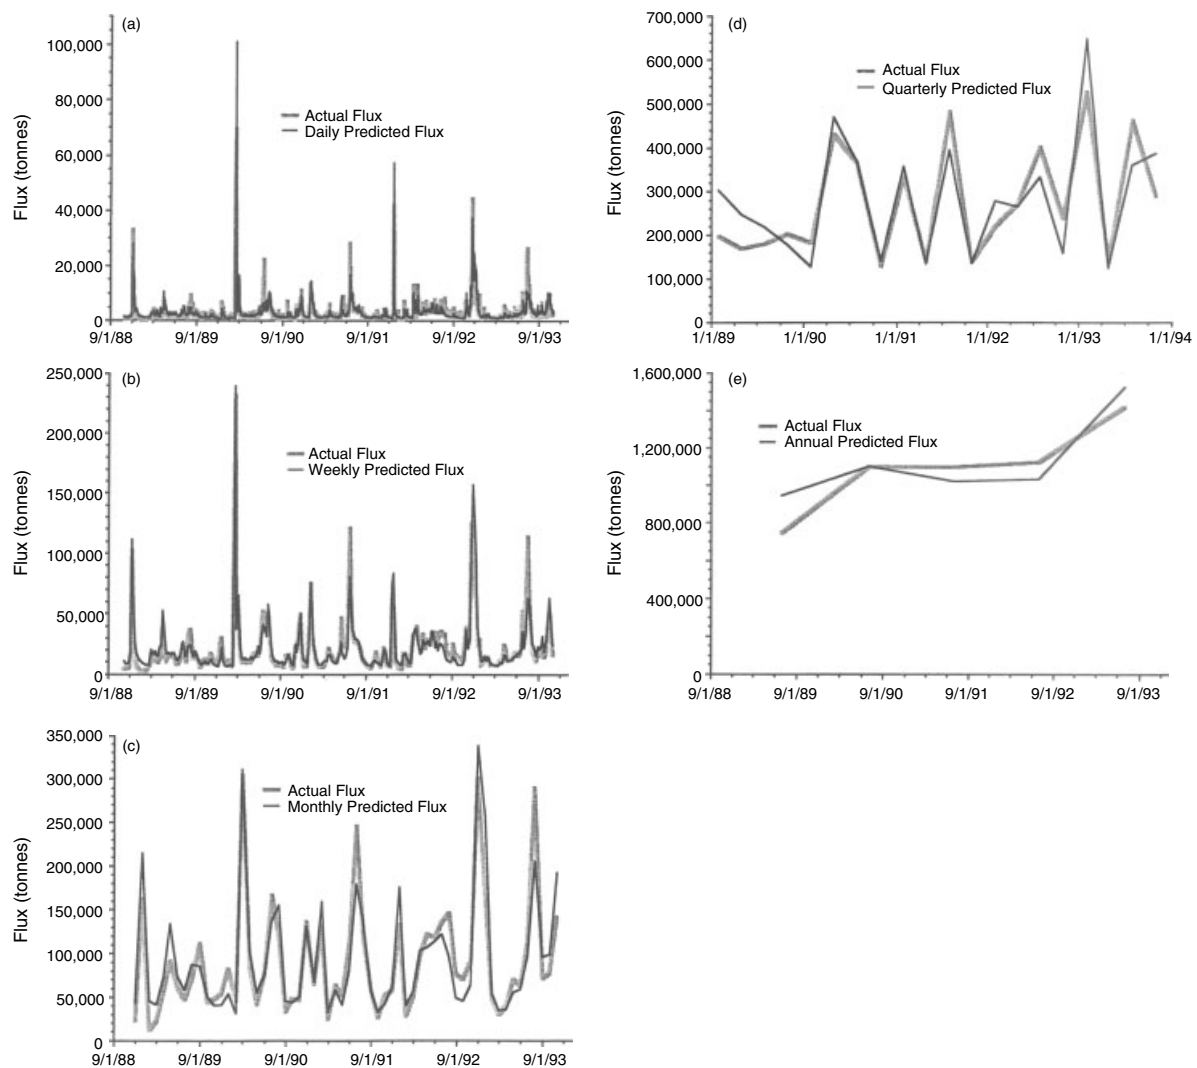 (a)
Flux (tonnes)
100,000
80,000
60,000
40,000
20,000
0
Actual Flux
Daily Predicted Flux
9/1/88 9/1/89 9/1/90 9/1/91 9/1/92 9/1/93
(b)
Flux (tonnes)
250,000
200,000
150,000
100,000
50,000
0
Actual Flux
Weekly Predicted Flux
9/1/88 9/1/89 9/1/90 9/1/91 9/1/92 9/1/93
(c)
Flux (tonnes)
350,000
300,000
250,000
200,000
150,000
100,000
50,000
0
Actual Flux
Monthly Predicted Flux
9/1/88 9/1/89 9/1/90 9/1/91 9/1/92 9/1/93
(d)
Flux (tonnes)
700,000
600,000
500,000
400,000
300,000
200,000
100,000
0
Actual Flux
Quarterly Predicted Flux
1/1/89 1/1/90 1/1/91 1/1/92 1/1/93 1/1/94
(e)
Flux (tonnes)
1,600,000
1,200,000
800,000
400,000
0
Actual Flux
Annual Predicted Flux
9/1/88 9/1/89 9/1/90 9/1/91 9/1/92 9/1/93